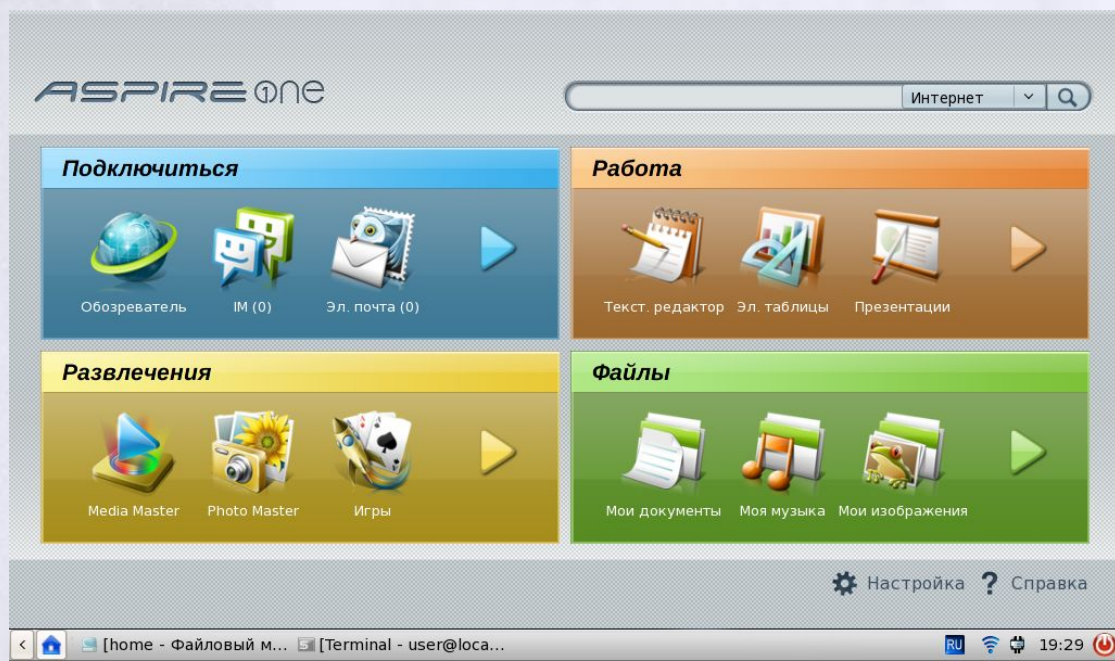 ASPIRE one
Интернет
Подключиться
Обозреватель IM (0) Эл. почта (0)
Работа
Текст. редактор Эл. таблицы Презентации
Развлечения
Media Master Photo Master Игры
Файлы
Мои документы Моя музыка Мои изображения
Настройка ? Справка
[home - Файловый м... [Terminal - user@loca... RU 19:29